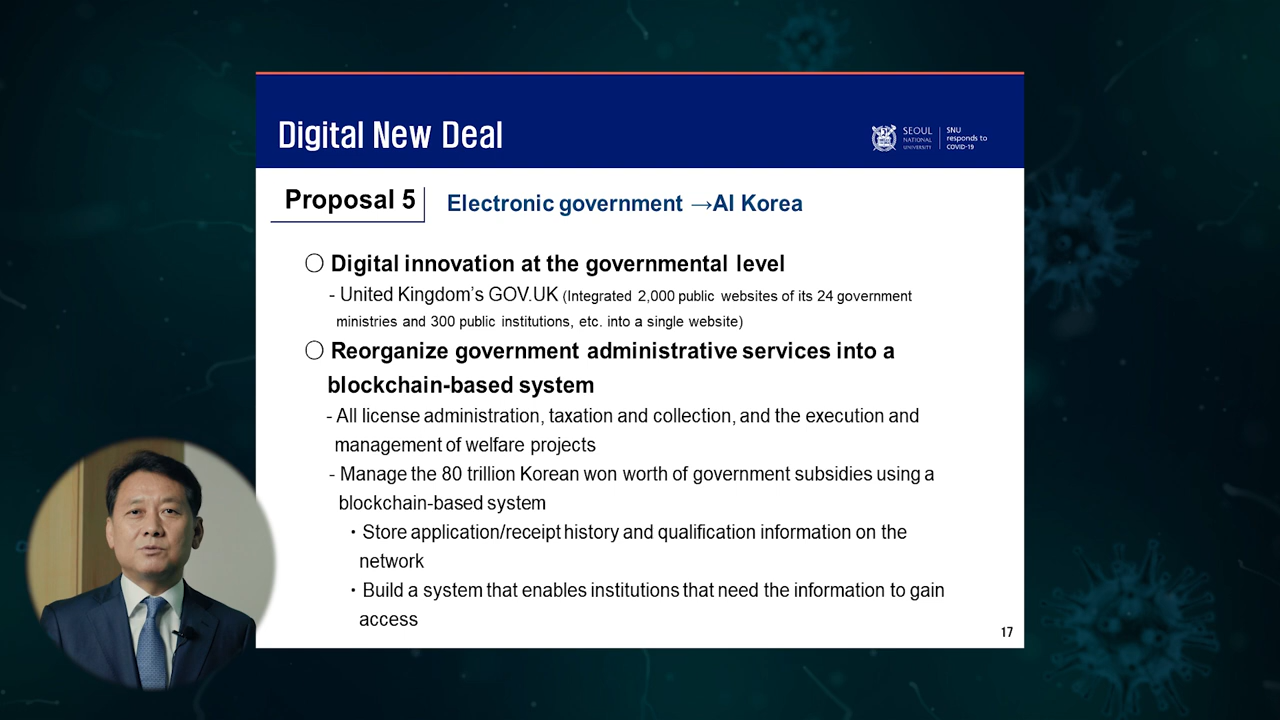 Digital New Deal
SEOUL
NATIONAL
UNIVERSITY
SNU
responds to
COVID-19
Proposal 5
Electronic government →AI Korea
○ Digital innovation at the governmental level
- United Kingdom's GOV.UK (Integrated 2,000 public websites of its 24 government
ministries and 300 public institutions, etc. into a single website)
○ Reorganize government administrative services into a
blockchain-based system
- All license administration, taxation and collection, and the execution and
management of welfare projects
- Manage the 80 trillion Korean won worth of government subsidies using a
blockchain-based system
· Store application/receipt history and qualification information on the
network
· Build a system that enables institutions that need the information to gain
access
17